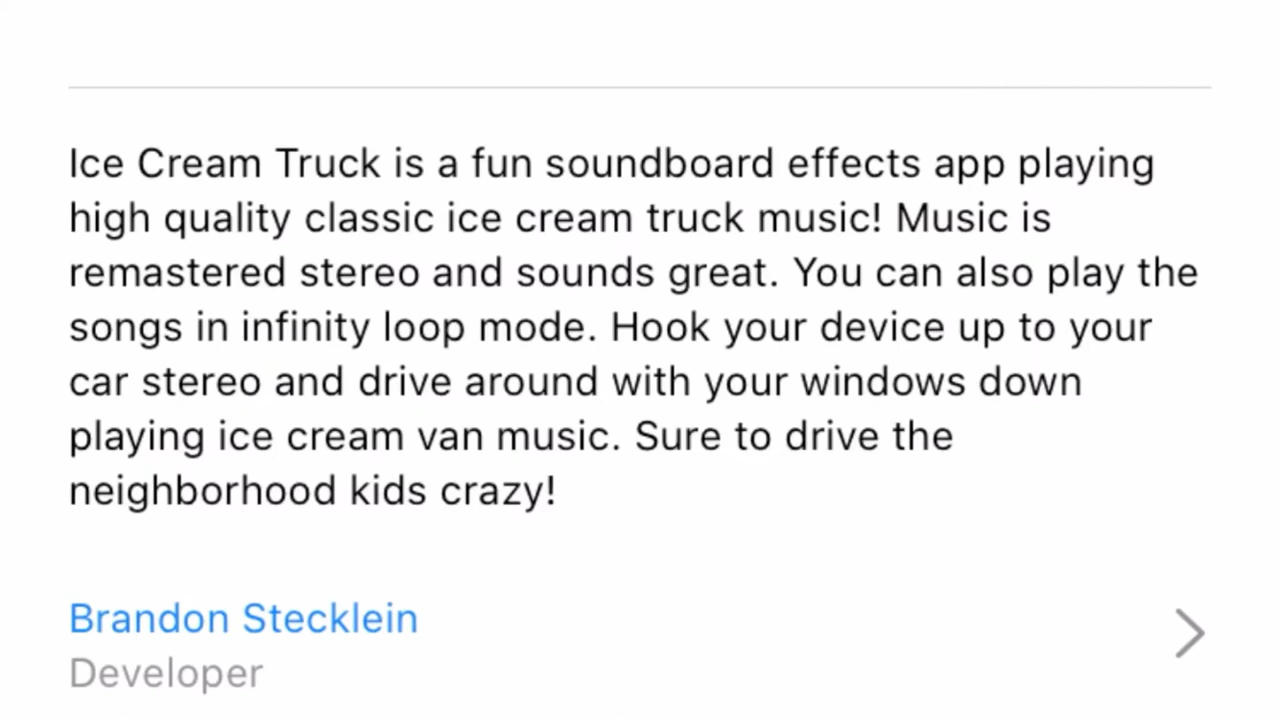 Ice Cream Truck is a fun soundboard effects app playing
high quality classic ice cream truck music! Music is
remastered stereo and sounds great. You can also play the
songs in infinity loop mode. Hook your device up to your
car stereo and drive around with your windows down
playing ice cream van music. Sure to drive the
neighborhood kids crazy!
Brandon Stecklein
Developer